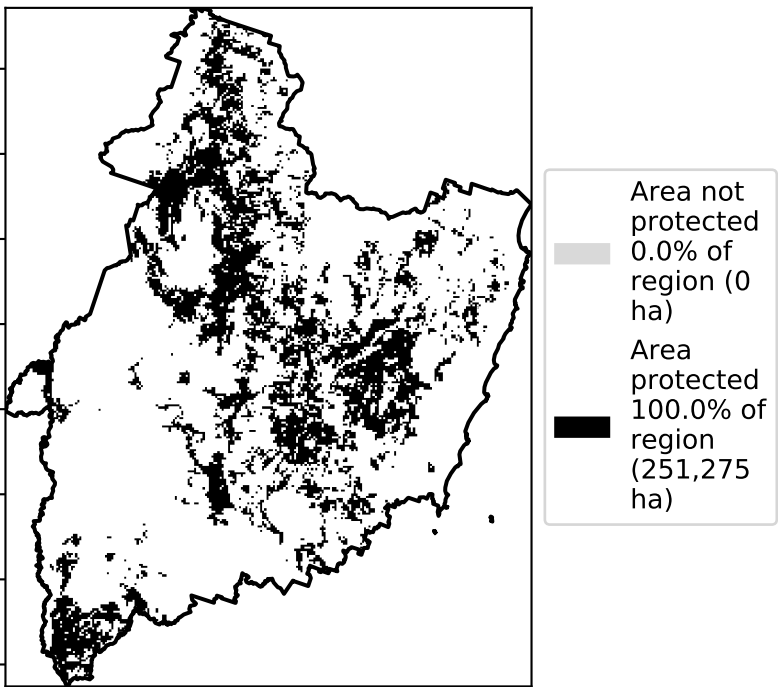 Area not
protected
0.0% of
region (0
ha)
Area
protected
100.0% of
region
(251,275
ha)